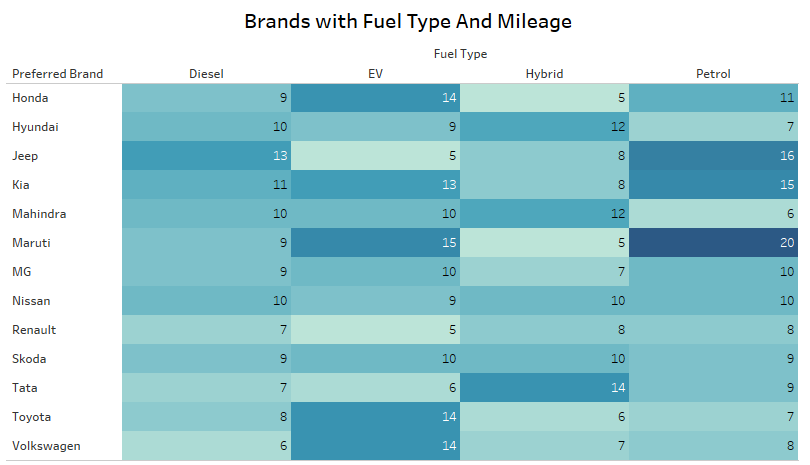 Brands with Fuel Type And Mileage
Fuel Type
Preferred Brand Diesel EV Hybrid Petrol
Honda 9 14 5 11
Hyundai 10 9 12 7
Jeep 13 5 8 16
Kia 11 13 8 15
Mahindra 10 10 12 6
Maruti 9 15 5 20
MG 9 10 7 10
Nissan 10 9 10 10
Renault 7 5 8 8
Skoda 9 10 10 9
Tata 7 6 14 9
Toyota 8 14 6 7
Volkswagen 6 14 7 8